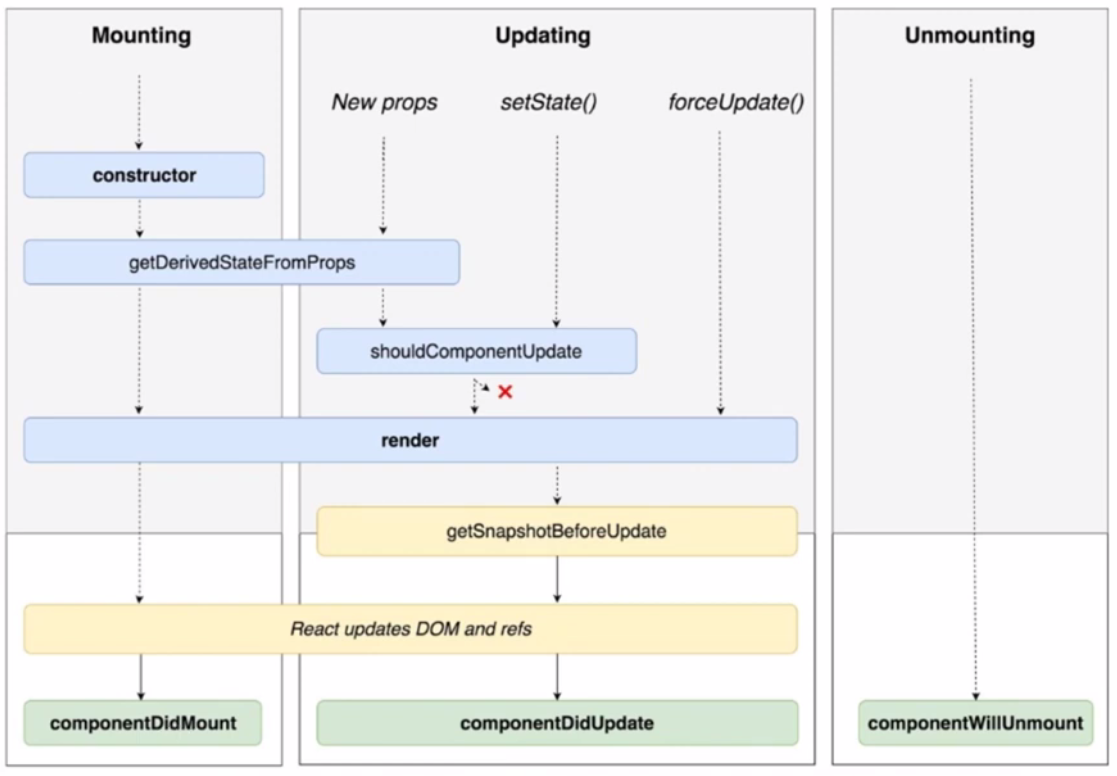 Mounting
Updating
Unmounting
New props
setState()
forceUpdate()
constructor
getDerivedStateFromProps
shouldComponentUpdate
render
getSnapshotBeforeUpdate
React updates DOM and refs
componentDidMount
componentDidUpdate
componentWillUnmount